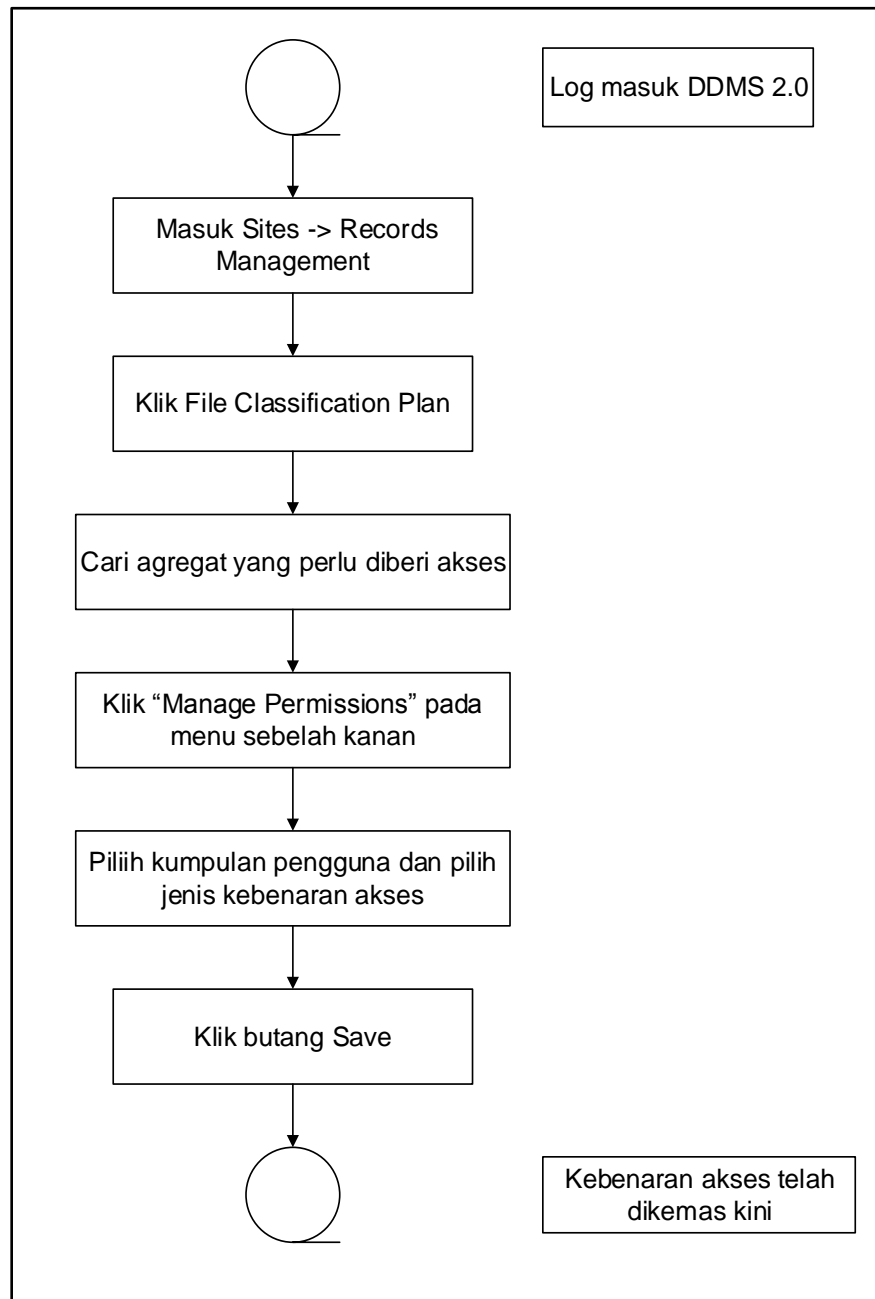 Log masuk DDMS 2.0
Masuk Sites -> Records
Management
Klik File Classification Plan
Cari agregat yang perlu diberi akses
Klik “Manage Permissions” pada
menu sebelah kanan
Piliih kumpulan pengguna dan pilih
jenis kebenaran akses
Klik butang Save
Kebenaran akses telah
dikemas kini